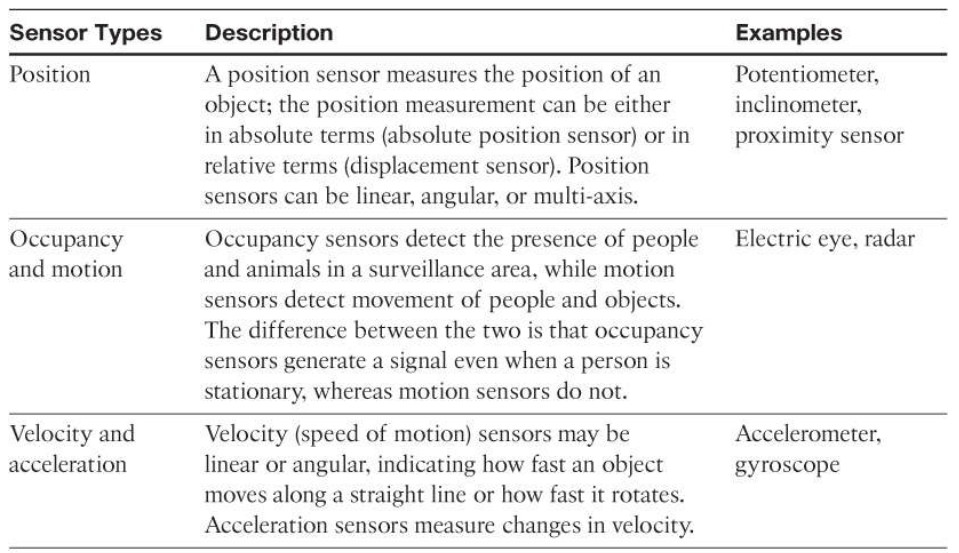 Sensor Types Description Examples
Position A position sensor measures the position of an Potentiometer,
object; the position measurement can be either inclinometer,
in absolute terms (absolute position sensor) or in proximity sensor
relative terms (displacement sensor). Position
sensors can be linear, angular, or multi-axis.
Occupancy Occupancy sensors detect the presence of people Electric eye, radar
and motion and animals in a surveillance area, while motion
sensors detect movement of people and objects.
The difference between the two is that occupancy
sensors generate a signal even when a person is
stationary, whereas motion sensors do not.
Velocity and Velocity (speed of motion) sensors may be Accelerometer,
acceleration linear or angular, indicating how fast an object gyroscope
moves along a straight line or how fast it rotates.
Acceleration sensors measure changes in velocity.